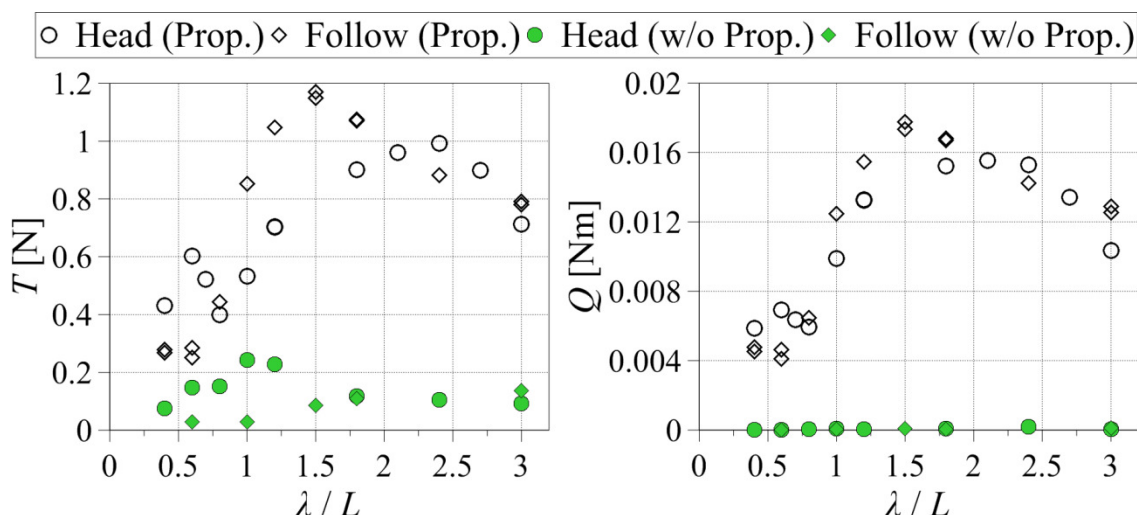 Head (Prop.) Follow (Prop.) Head (w/o Prop.) Follow (w/o Prop.)
T [N]
1.2
1
0.8
0.6
0.4
0.2
0
0 0.5 1 1.5 2 2.5 3
λ / L
Q [Nm]
0.02
0.016
0.012
0.008
0.004
0
0 0.5 1 1.5 2 2.5 3
λ / L